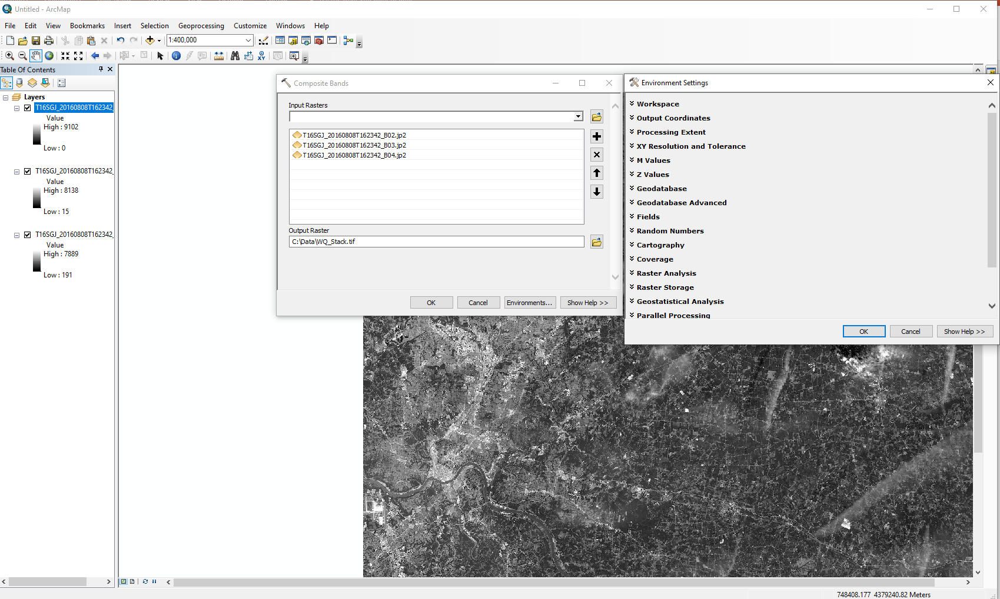 Untitled - ArcMap
File Edit View Bookmarks Insert Selection Geoprocessing Customize Windows Help
1:400,000
Table Of Contents
Layers
T16SGJ_20160808T162342_
Value
High : 9102
Low : 0
T16SGJ_20160808T162342_
Value
High : 8138
Low : 15
T16SGJ_20160808T162342_
Value
High : 7889
Low : 191
Composite Bands
Input Rasters
T16SGJ_20160808T162342_B02.jp2
T16SGJ_20160808T162342_B03.jp2
T16SGJ_20160808T162342_B04.jp2
Output Raster
C:\Data\WQ_Stack.tif
OK Cancel Environments... Show Help >>
Environment Settings
Workspace
Output Coordinates
Processing Extent
XY Resolution and Tolerance
M Values
Z Values
Geodatabase
Geodatabase Advanced
Fields
Random Numbers
Cartography
Coverage
Raster Analysis
Raster Storage
Geostatistical Analysis
Parallel Processing
OK Cancel Show Help >>
748408.177 4379240.82 Meters